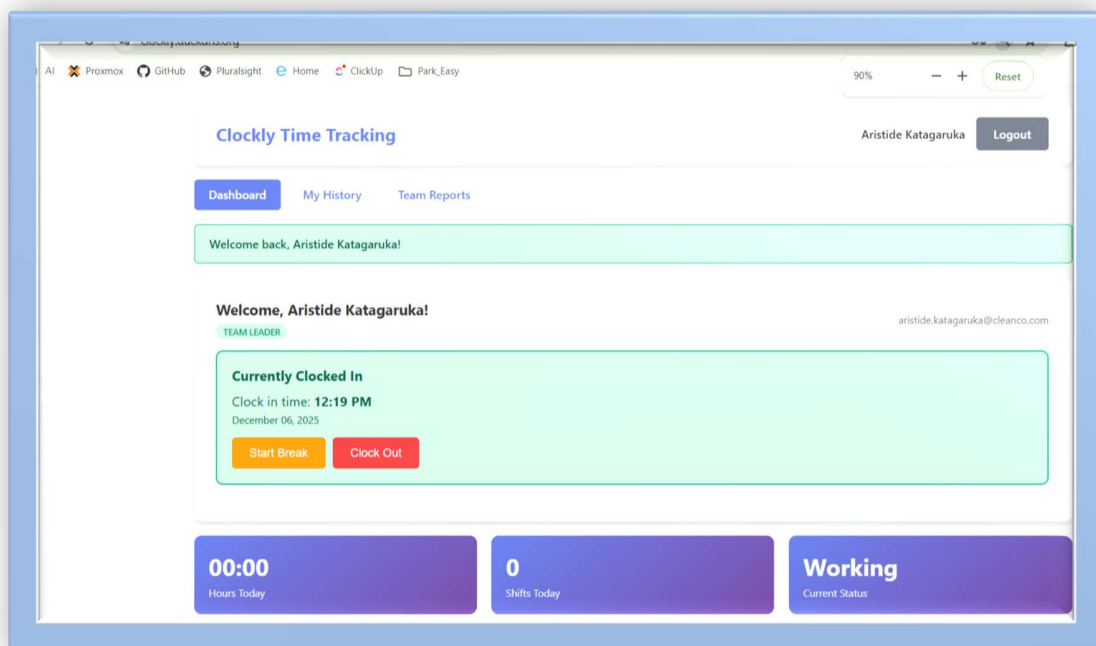 clockly.duckdns.org
AI Proxmox GitHub Pluralsight Home ClickUp Park_Easy
90% Reset
Clockly Time Tracking
Aristide Katagaruka Logout
Dashboard My History Team Reports
Welcome back, Aristide Katagaruka!
Welcome, Aristide Katagaruka!
TEAM LEADER
aristide.katagaruka@cleanco.com
Currently Clocked In
Clock in time: 12:19 PM
December 06, 2025
Start Break Clock Out
00:00
Hours Today
0
Shifts Today
Working
Current Status